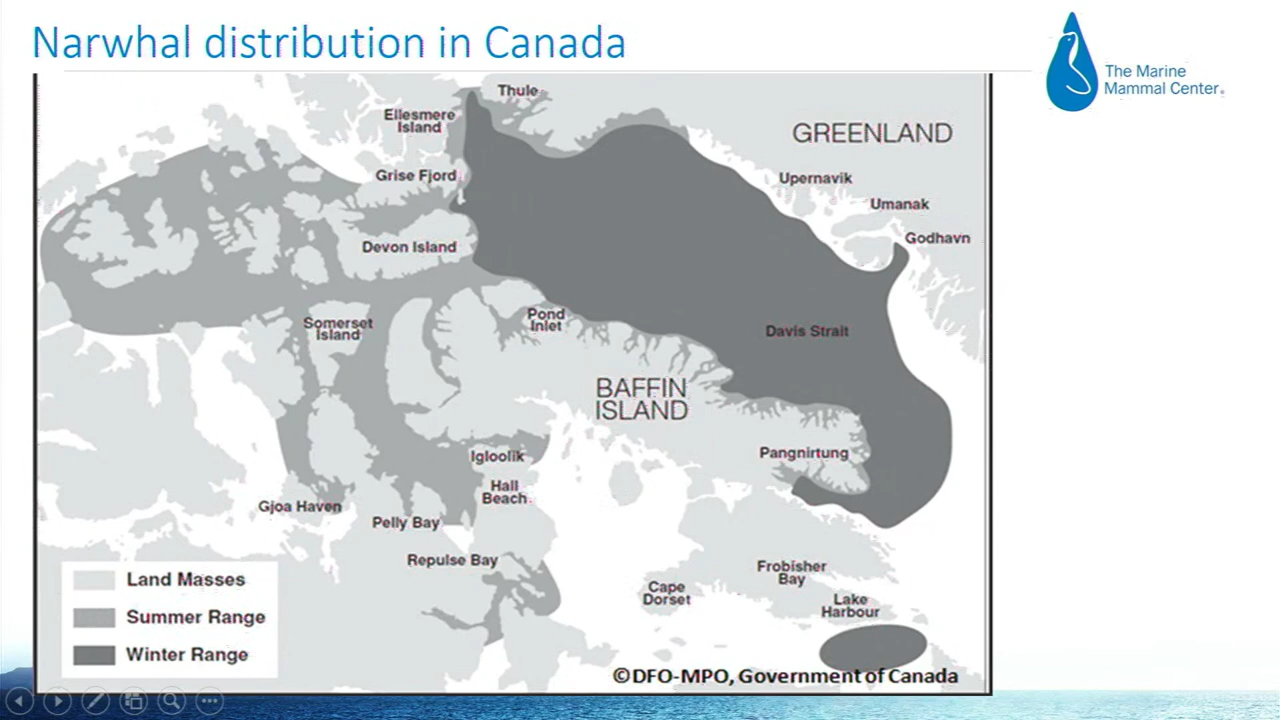 Narwhal distribution in Canada
The Marine
Mammal Center®
Thule
Ellesmere
Island
GREENLAND
Grise Fjord
Upernavik
Umanak
Godhavn
Devon Island
Somerset
Island
Pond
Inlet
Davis Strait
BAFFIN
ISLAND
Igloolik
Pangnirtung
Hall
Beach
Gjoa Haven
Pelly Bay
Repulse Bay
Frobisher
Bay
Cape
Dorset
Lake
Harbour
Land Masses
Summer Range
Winter Range
©DFO-MPO, Government of Canada